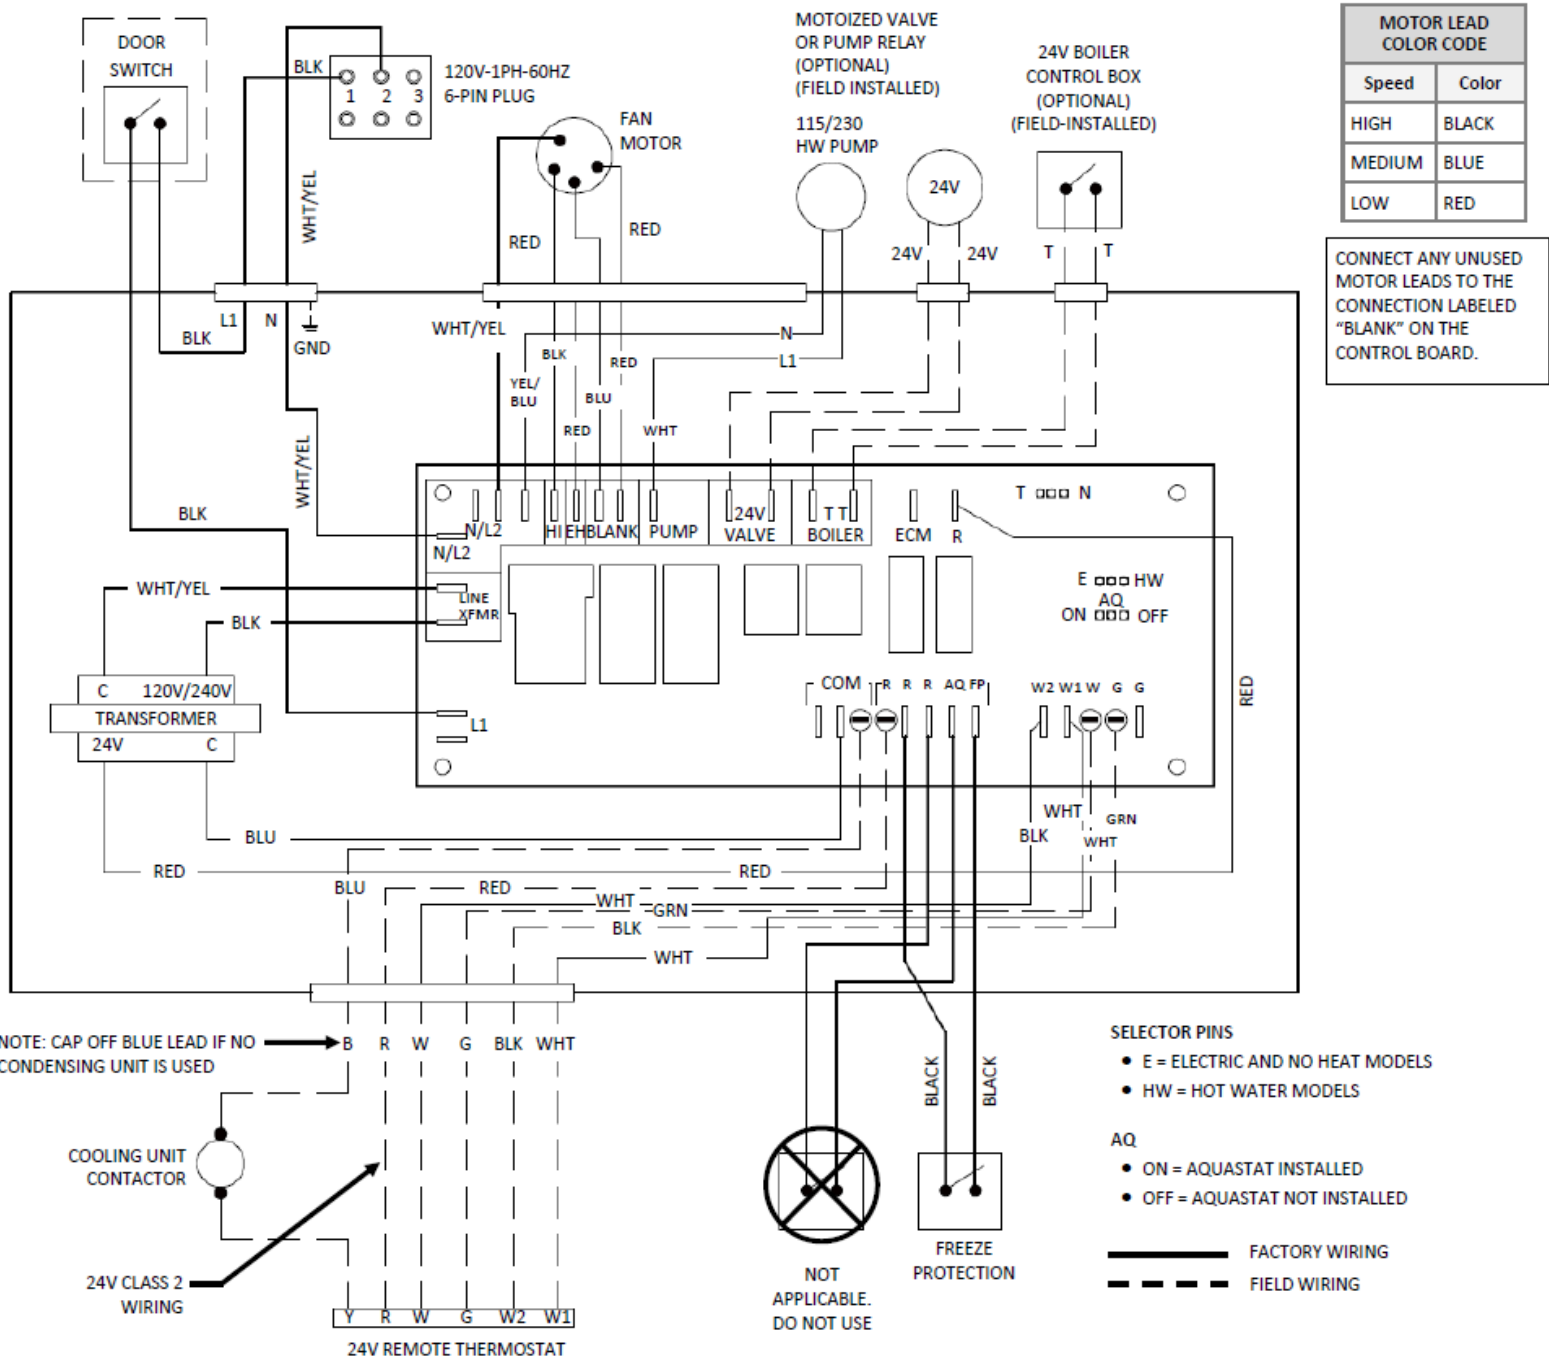 DOOR
SWITCH
BLK
1 2 3
120V-1PH-60HZ
6-PIN PLUG
WHT/YEL
FAN
MOTOR
RED
RED
MOTOIZED VALVE
OR PUMP RELAY
(OPTIONAL)
(FIELD INSTALLED)
115/230
HW PUMP
24V
24V
24V
24V BOILER
CONTROL BOX
(OPTIONAL)
(FIELD-INSTALLED)
T
T
MOTOR LEAD
COLOR CODE
Speed Color
HIGH BLACK
MEDIUM BLUE
LOW RED
CONNECT ANY UNUSED
MOTOR LEADS TO THE
CONNECTION LABELED
“BLANK” ON THE
CONTROL BOARD.
L1
N
GND
BLK
WHT/YEL
N
L1
BLK
RED
YEL/
BLU
BLU
RED
WHT
WHT/YEL
BLK
N/L2
HI
EH
BLANK
PUMP
24V
VALVE
T T
BOILER
ECM
R
T N
N/L2
E HW
AQ
ON OFF
WHT/YEL
LINE
XFMR
BLK
C 120V/240V
TRANSFORMER
24V C
L1
COM
R R R AQ FP
W2 W1 W G G
RED
BLU
WHT
GRN
BLK
WHT
RED
RED
BLU
RED
WHT
GRN
BLK
WHT
NOTE: CAP OFF BLUE LEAD IF NO
CONDENSING UNIT IS USED
B R W G BLK WHT
BLACK
BLACK
COOLING UNIT
CONTACTOR
24V CLASS 2
WIRING
Y R W G W2 W1
24V REMOTE THERMOSTAT
NOT
APPLICABLE.
DO NOT USE
FREEZE
PROTECTION
SELECTOR PINS
• E = ELECTRIC AND NO HEAT MODELS
• HW = HOT WATER MODELS
AQ
• ON = AQUASTAT INSTALLED
• OFF = AQUASTAT NOT INSTALLED
FACTORY WIRING
FIELD WIRING